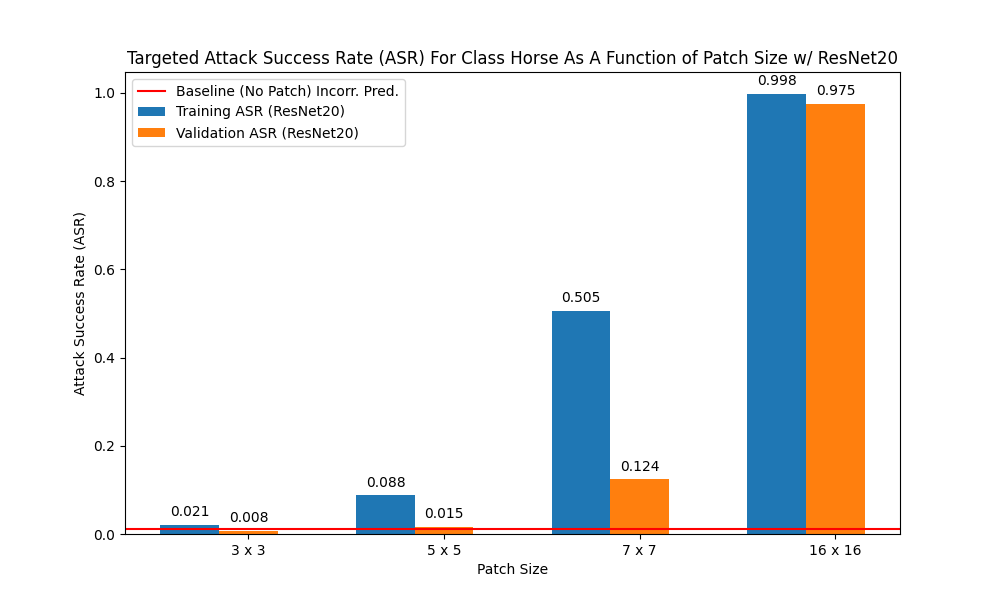 Targeted Attack Success Rate (ASR) For Class Horse As A Function of Patch Size w/ ResNet20
Baseline (No Patch) Incorr. Pred.
Training ASR (ResNet20)
Validation ASR (ResNet20)
Attack Success Rate (ASR)
1.0
0.8
0.6
0.4
0.2
0.0
0.021
0.008
0.088
0.015
0.505
0.124
0.998
0.975
3 x 3
5 x 5
7 x 7
16 x 16
Patch Size